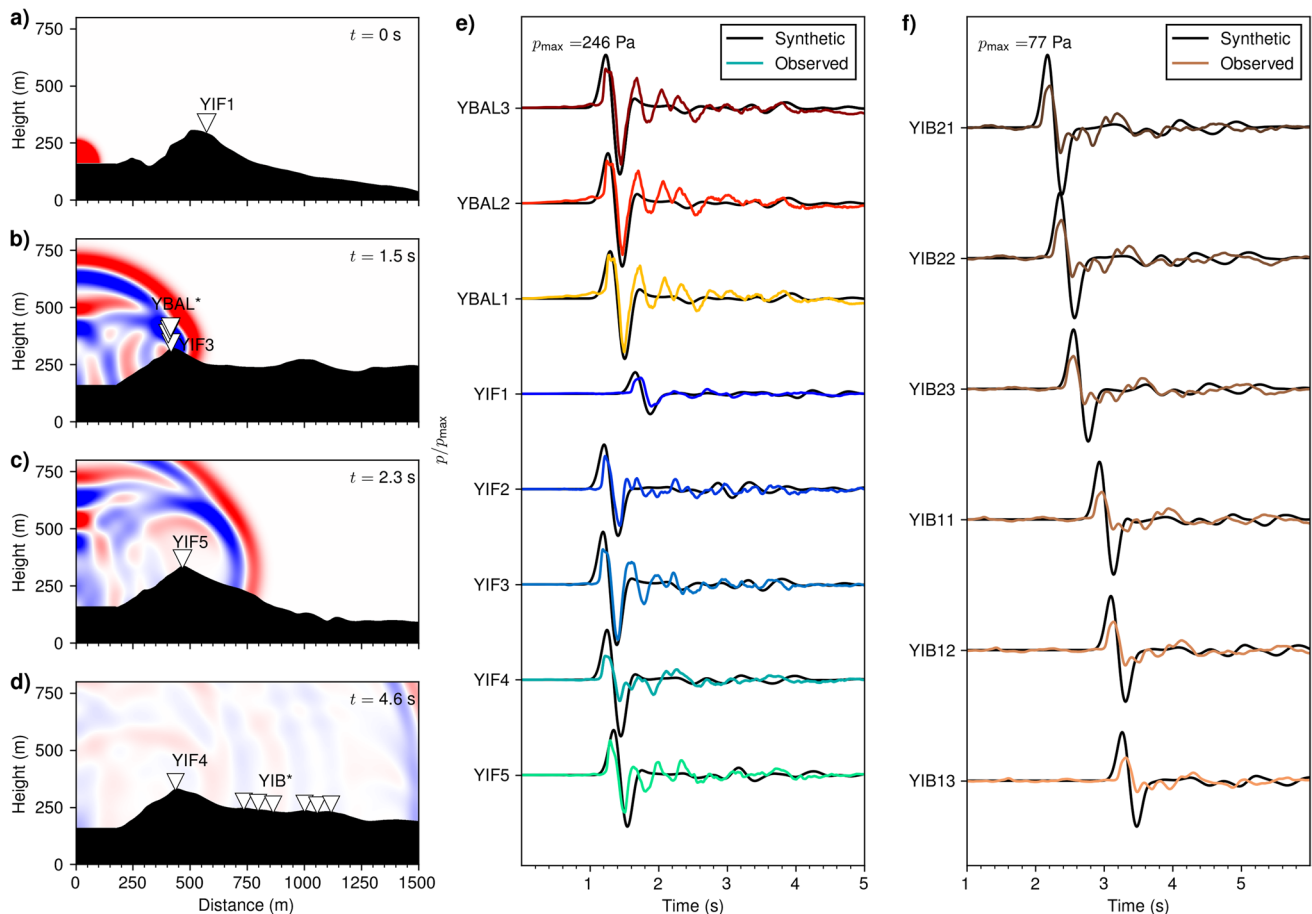 a)
750
500
250
0
Height (m)
t = 0 s
YIF1
b)
750
500
250
0
Height (m)
t = 1.5 s
YBAL*
YIF3
c)
750
500
250
0
Height (m)
t = 2.3 s
YIF5
d)
750
500
250
0
Height (m)
t = 4.6 s
YIF4
YIB*
0 250 500 750 1000 1250 1500
Distance (m)
e)
p/pmax
pmax =246 Pa
Synthetic
Observed
YBAL3
YBAL2
YBAL1
YIF1
YIF2
YIF3
YIF4
YIF5
1 2 3 4 5
Time (s)
f)
pmax =77 Pa
Synthetic
Observed
YIB21
YIB22
YIB23
YIB11
YIB12
YIB13
1 2 3 4 5
Time (s)